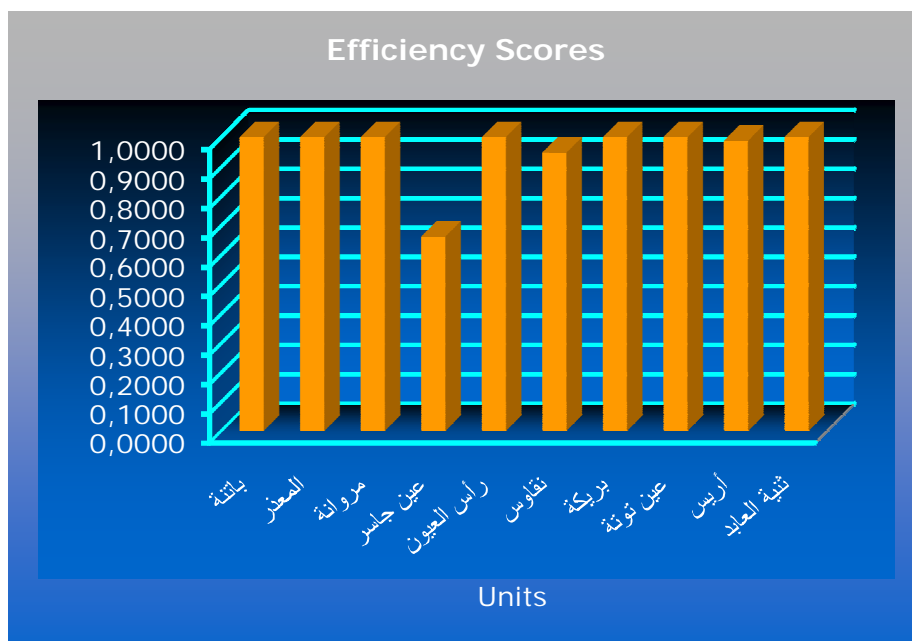 Efficiency Scores
1,0000
0,9000
0,8000
0,7000
0,6000
0,5000
0,4000
0,3000
0,2000
0,1000
0,0000
باتنة
المعذر
مروانة
عين جاسر
رأس العيون
نقاوس
بريكة
عين توتة
أريس
ثنية العابد
Units